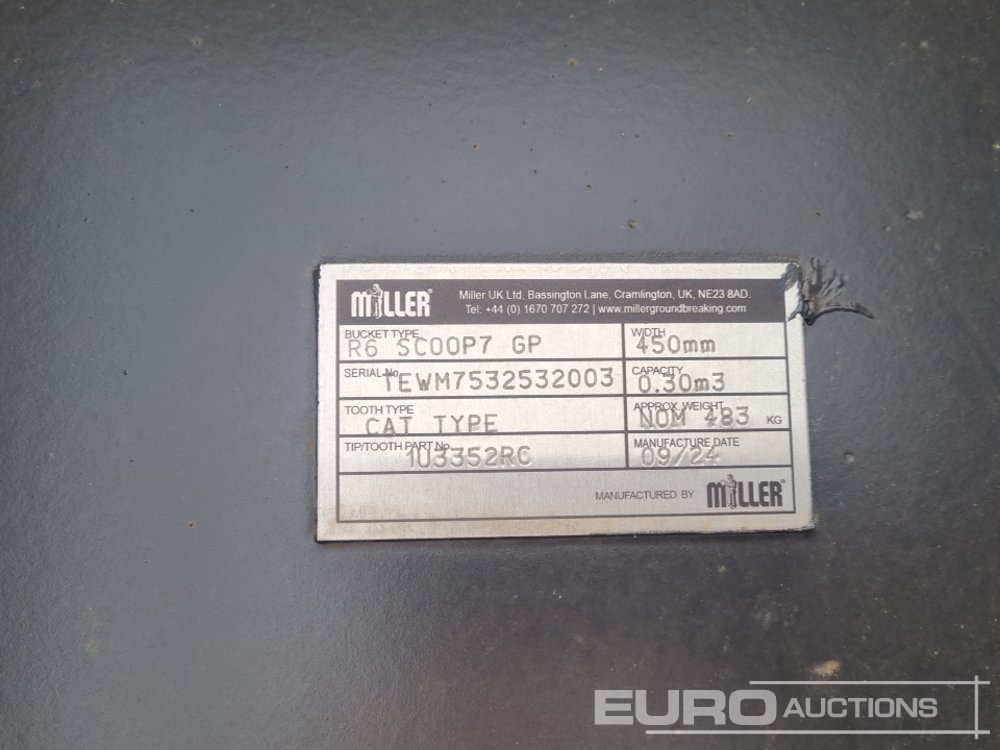 MILLER®
Miller UK Ltd, Bassington Lane, Cramlington, UK, NE23 8AD.
Tel: +44 (0) 1670 707 272 | www.millergroundbreaking.com
BUCKET TYPE
R6 SCOOP7 GP
WIDTH
450mm
SERIAL No.
TEWM7532532003
CAPACITY
0.30m3
TOOTH TYPE
CAT TYPE
APPROX. WEIGHT
NOM 483 KG
TIP/TOOTH PART No.
1U3352RC
MANUFACTURE DATE
09/24
MANUFACTURED BY MILLER®
EURO AUCTIONS